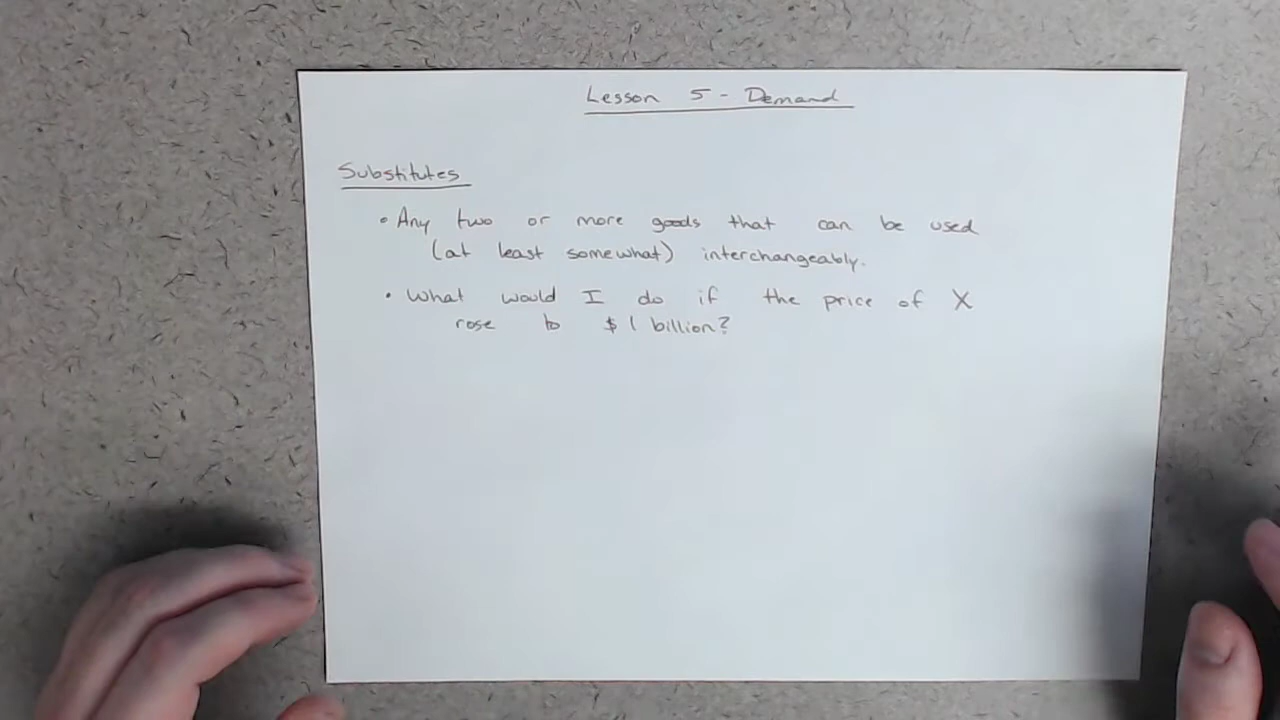 Lesson 5 - Demand
Substitutes
• Any two or more goods that can be used
(at least somewhat) interchangeably.
• What would I do if the price of X
rose to $1 billion?